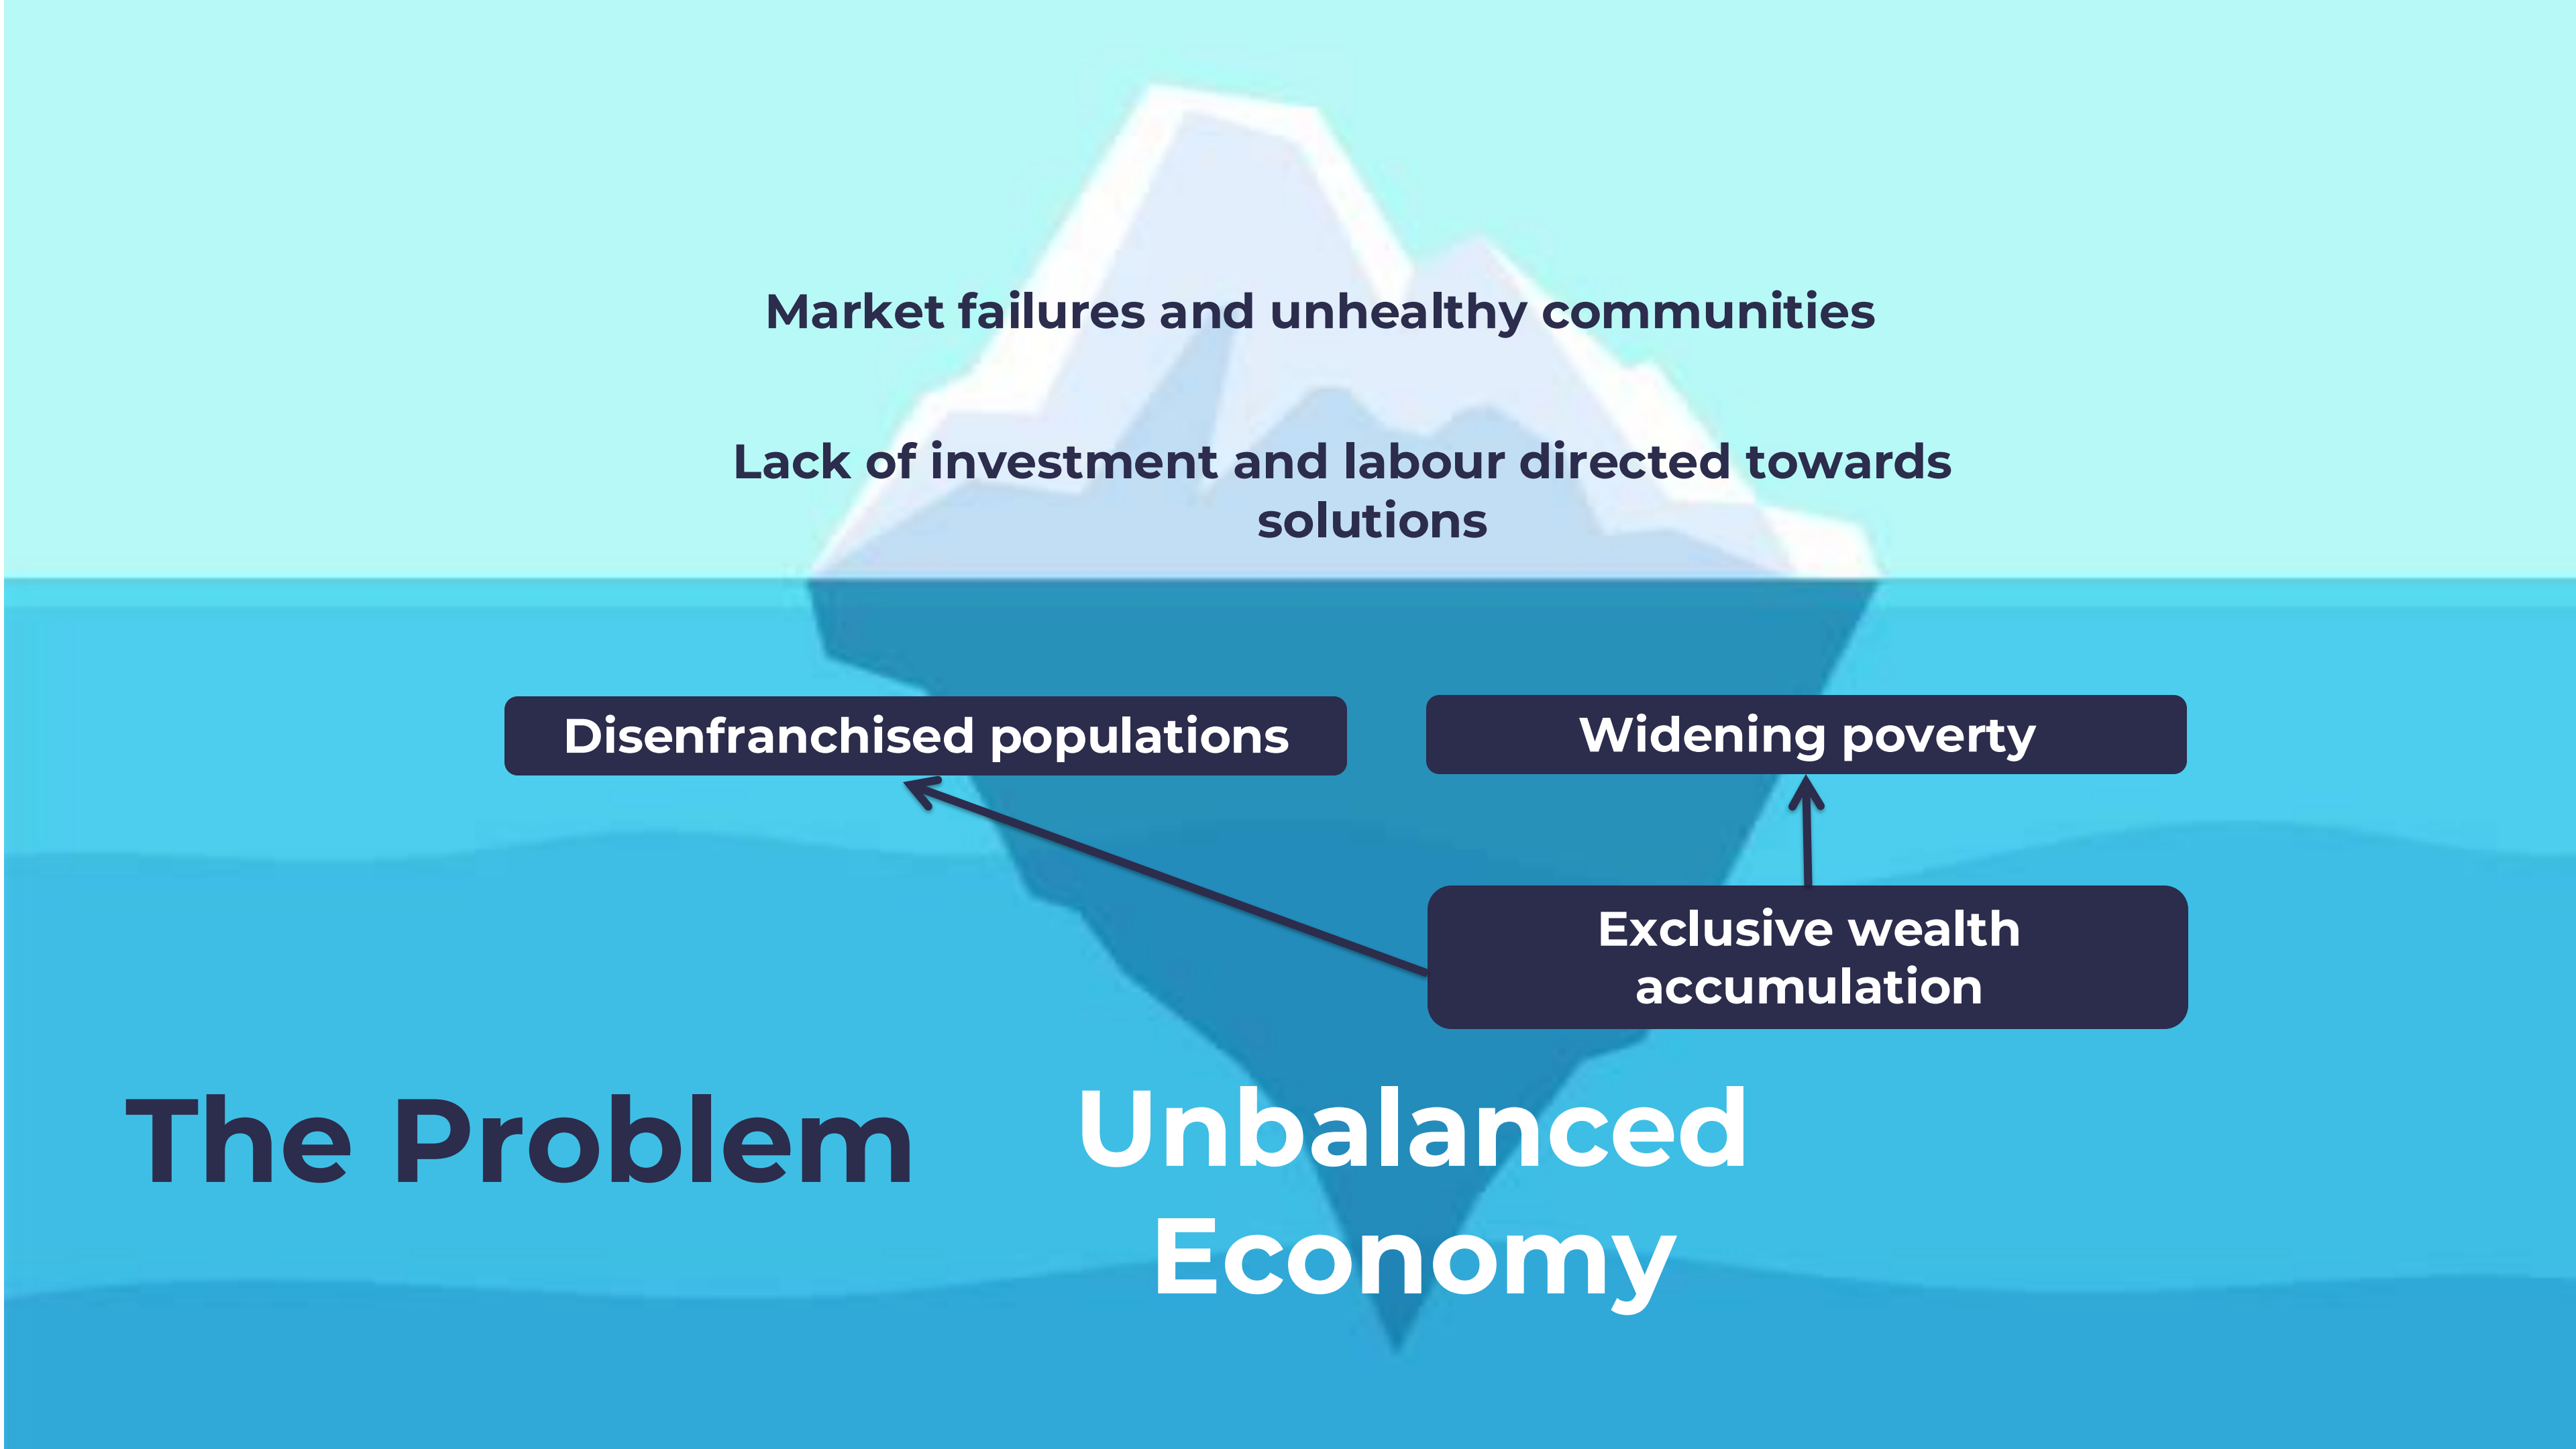 Market failures and unhealthy communities
Lack of investment and labour directed towards
solutions
Disenfranchised populations
Widening poverty
Exclusive wealth
accumulation
The Problem
Unbalanced
Economy